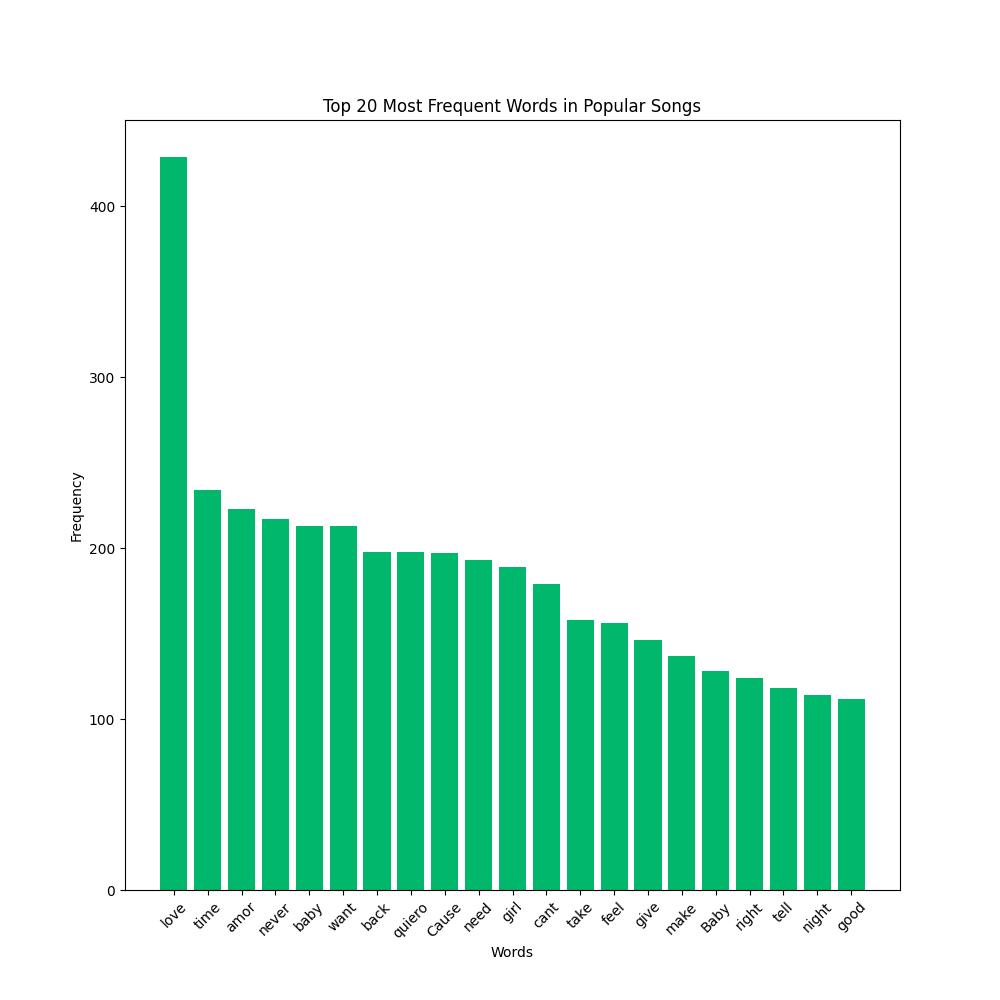 Top 20 Most Frequent Words in Popular Songs
400
300
200
100
0
Frequency
love time amor never baby want back quiero Cause need girl cant take feel give make Baby right tell night good
Words